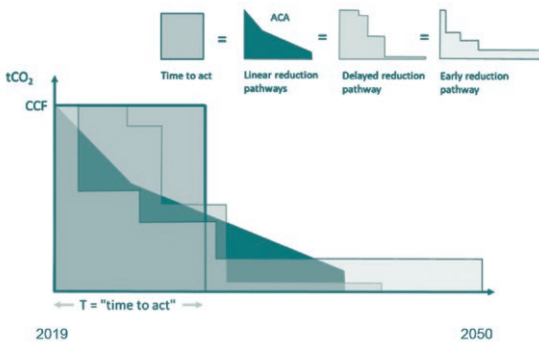 ACA
= = =
Time to act
Linear reduction
pathways
Delayed reduction
pathway
Early reduction
pathway
tCO₂
CCF
T = "time to act"
2019
2050